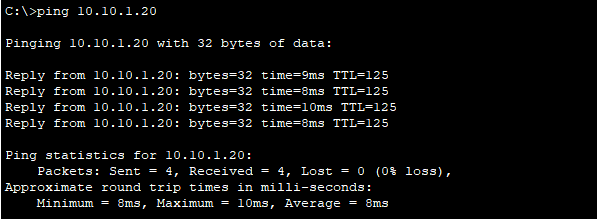 C:\>ping 10.10.1.20
Pinging 10.10.1.20 with 32 bytes of data:
Reply from 10.10.1.20: bytes=32 time=9ms TTL=125
Reply from 10.10.1.20: bytes=32 time=8ms TTL=125
Reply from 10.10.1.20: bytes=32 time=10ms TTL=125
Reply from 10.10.1.20: bytes=32 time=8ms TTL=125
Ping statistics for 10.10.1.20:
Packets: Sent = 4, Received = 4, Lost = 0 (0% loss),
Approximate round trip times in milli-seconds:
Minimum = 8ms, Maximum = 10ms, Average = 8ms